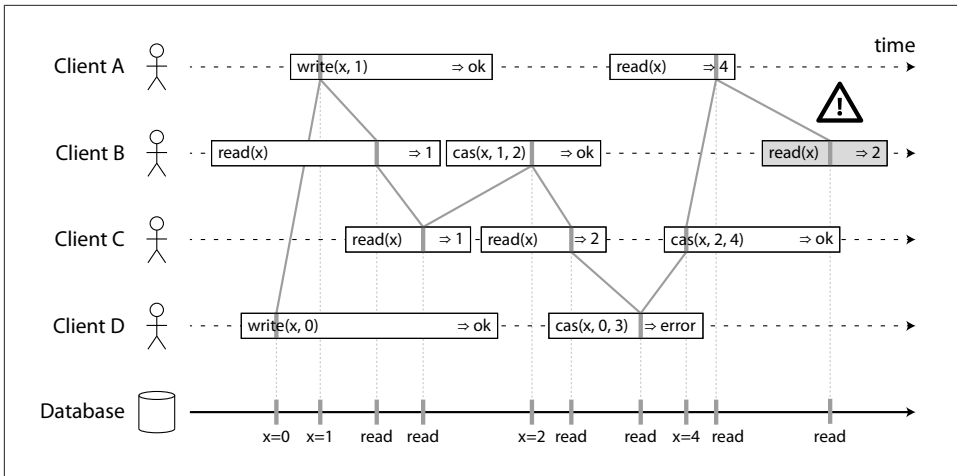 time
Client A
write(x, 1) ⇒ ok
read(x) ⇒ 4
!
Client B
read(x) ⇒ 1
cas(x, 1, 2) ⇒ ok
read(x) ⇒ 2
Client C
read(x) ⇒ 1
read(x) ⇒ 2
cas(x, 2, 4) ⇒ ok
Client D
write(x, 0) ⇒ ok
cas(x, 0, 3) ⇒ error
Database
x=0 x=1 read read x=2 read read x=4 read read